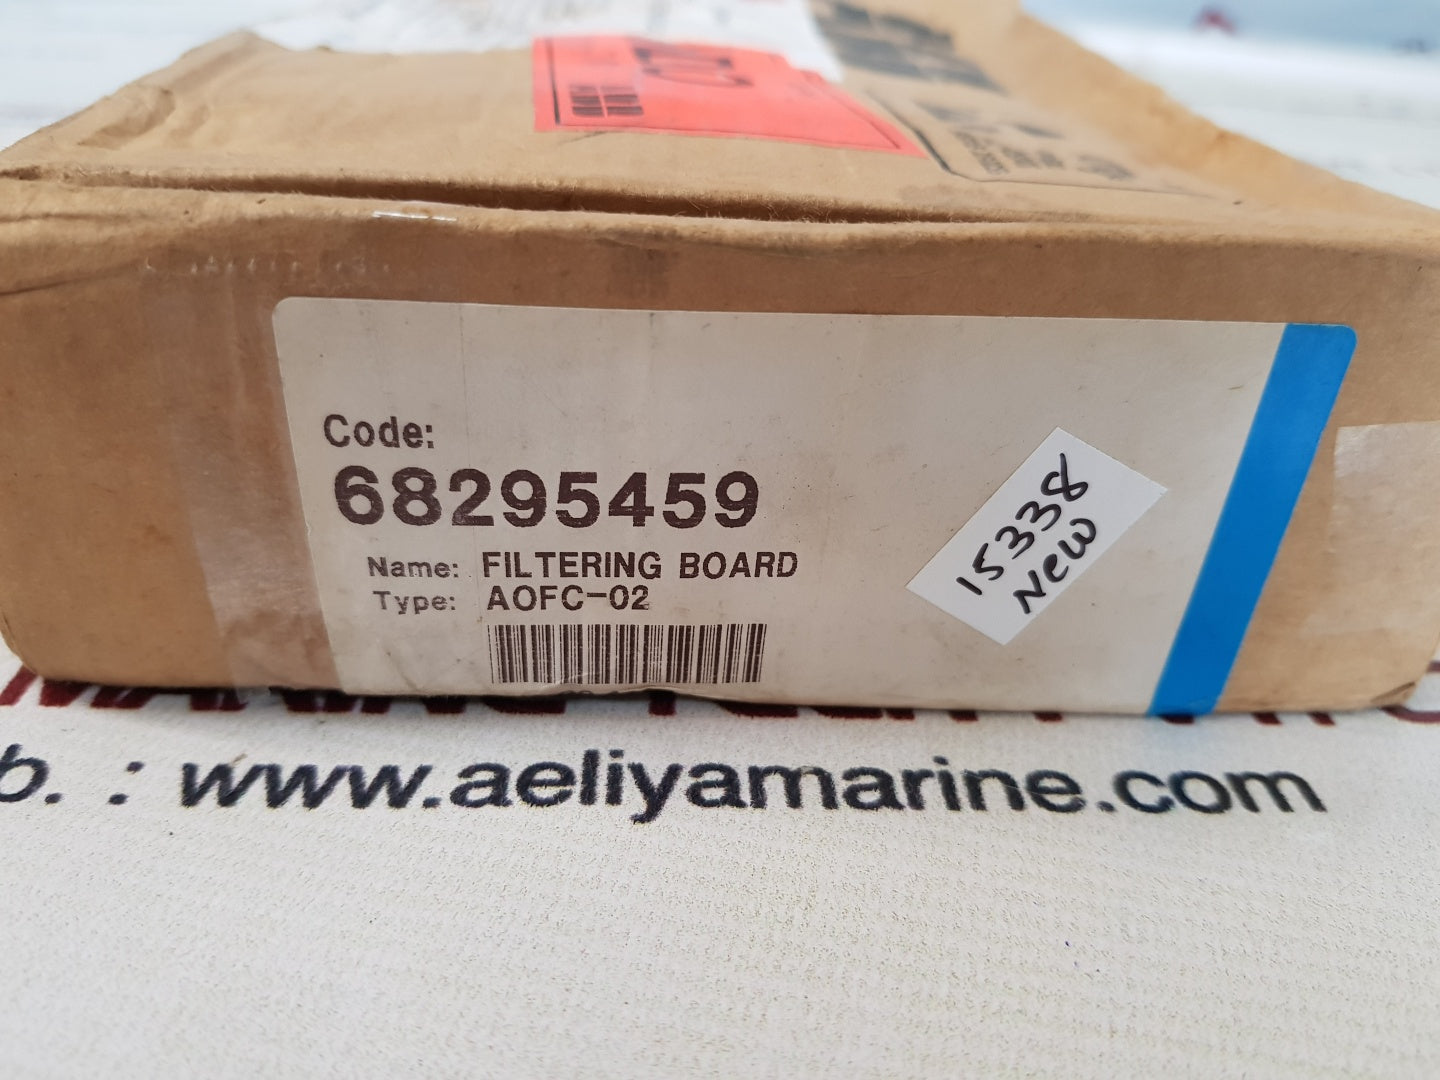 Code:
68295459
Name: FILTERING BOARD
Type: AOFC-02
15338
New
b. : www.aeliyamarine.com